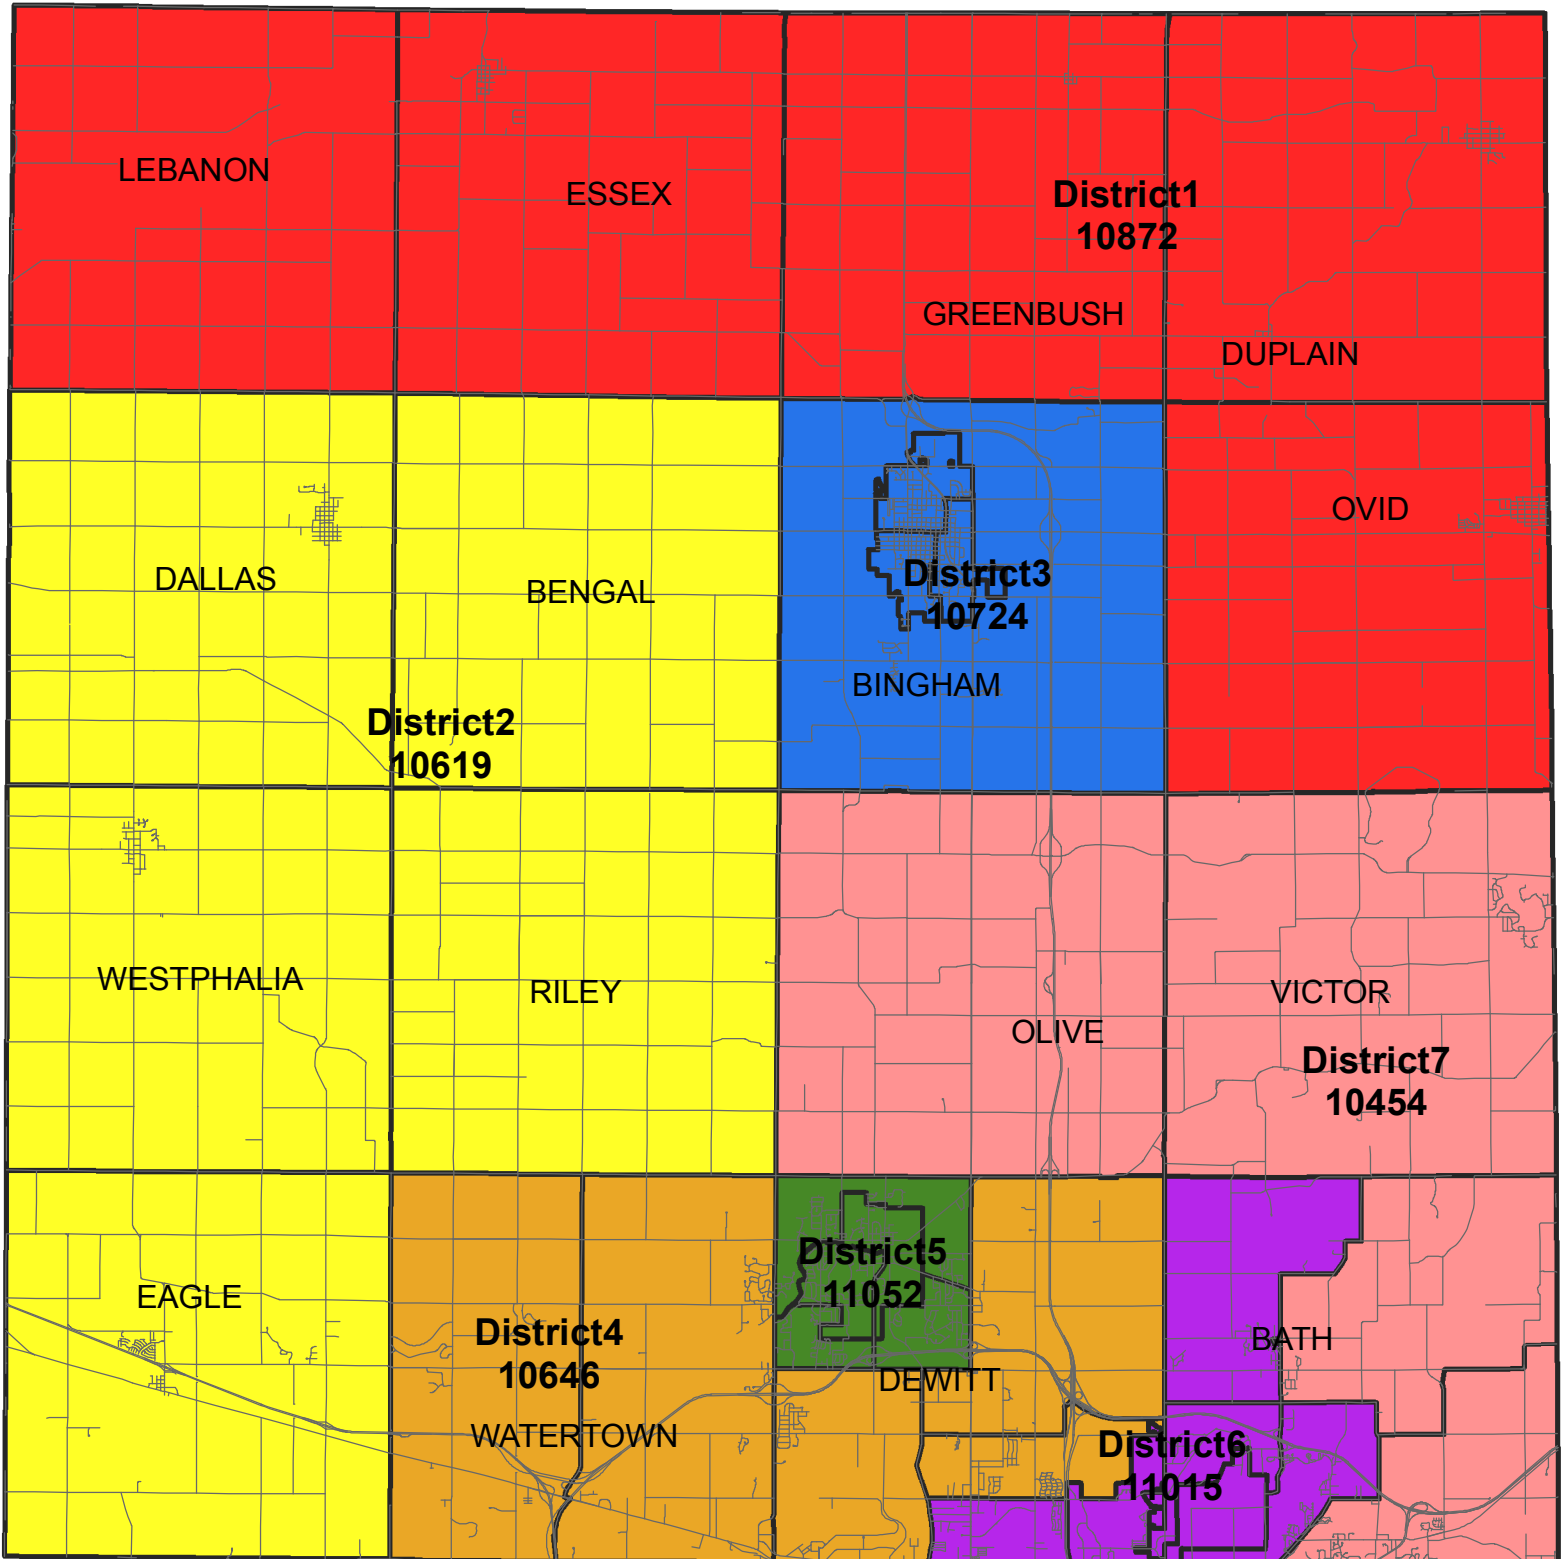 LEBANON
ESSEX
District1
10872
GREENBUSH
DUPLAIN
OVID
DALLAS
BENGAL
District3
10724
BINGHAM
District2
10619
WESTPHALIA
RILEY
OLIVE
VICTOR
District7
10454
District5
11052
EAGLE
District4
10646
BATH
DEWITT
WATERTOWN
District6
11015